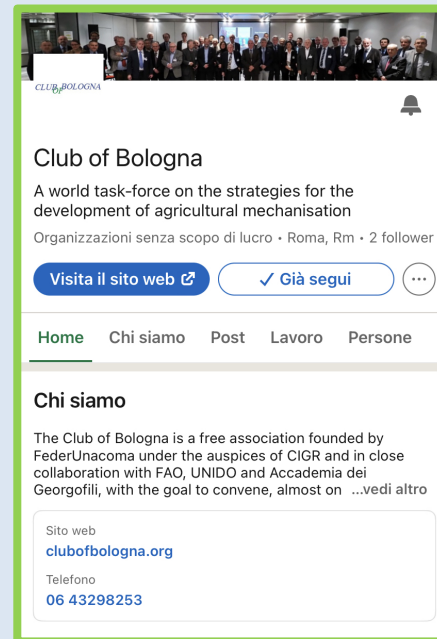 CLUB OF BOLOGNA
Club of Bologna
A world task-force on the strategies for the
development of agricultural mechanisation
Organizzazioni senza scopo di lucro • Roma, Rm • 2 follower
Visita il sito web
Già segui
Home Chi siamo Post Lavoro Persone
Chi siamo
The Club of Bologna is a free association founded by
FederUnacoma under the auspices of CIGR and in close
collaboration with FAO, UNIDO and Accademia dei
Georgofili, with the goal to convene, almost on ...vedi altro
Sito web
clubofbologna.org
Telefono
06 43298253